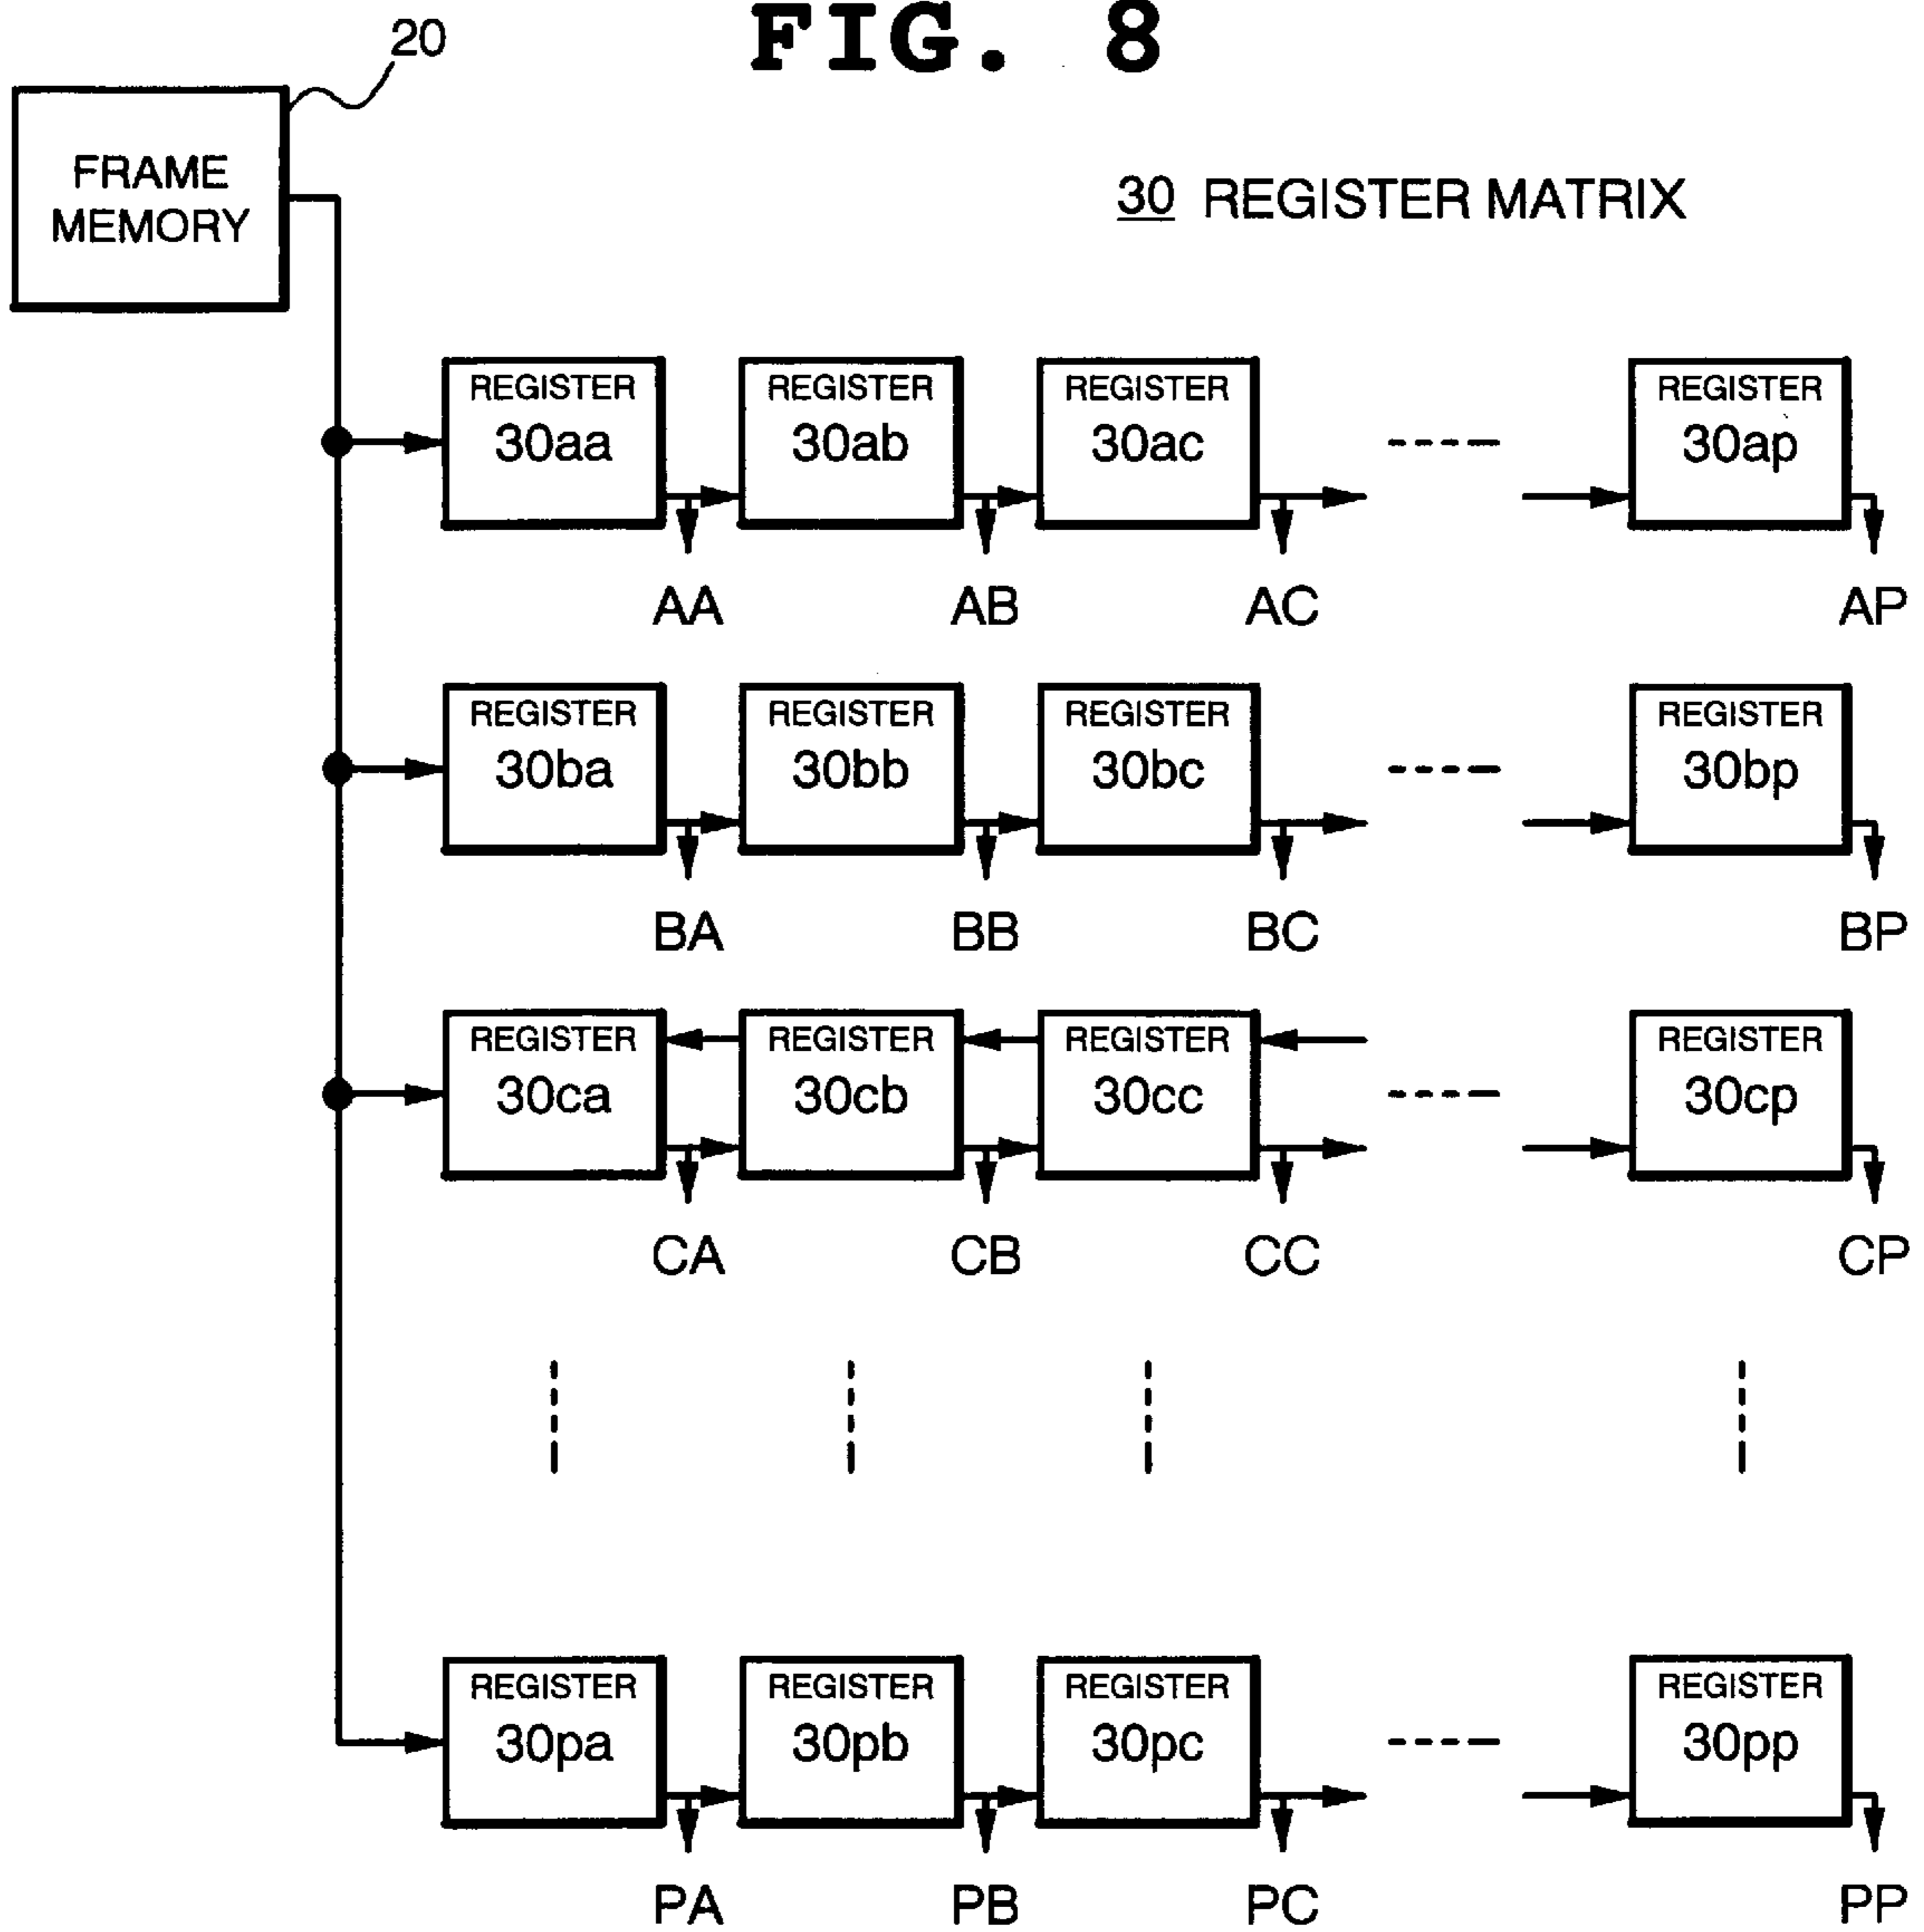 FIG. 8
20
FRAME
MEMORY
30 REGISTER MATRIX
REGISTER REGISTER REGISTER REGISTER
30aa 30ab 30ac 30ap
AA AB AC AP
REGISTER REGISTER REGISTER REGISTER
30ba 30bb 30bc 30bp
BA BB BC BP
REGISTER REGISTER REGISTER REGISTER
30ca 30cb 30cc 30cp
CA CB CC CP
REGISTER REGISTER REGISTER REGISTER
30pa 30pb 30pc 30pp
PA PB PC PP